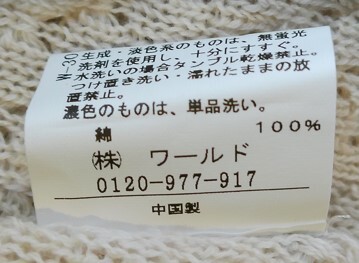 ○生成・淡色系のものは、無蛍光
洗剤を使用し、十分にすすぐ。
水洗いの場合タンブル乾燥禁止。
つけ置き洗い・濡れたままの放
置禁止。
濃色のものは、単品洗い。
綿 100%
㈱ ワールド
0120-977-917
中国製